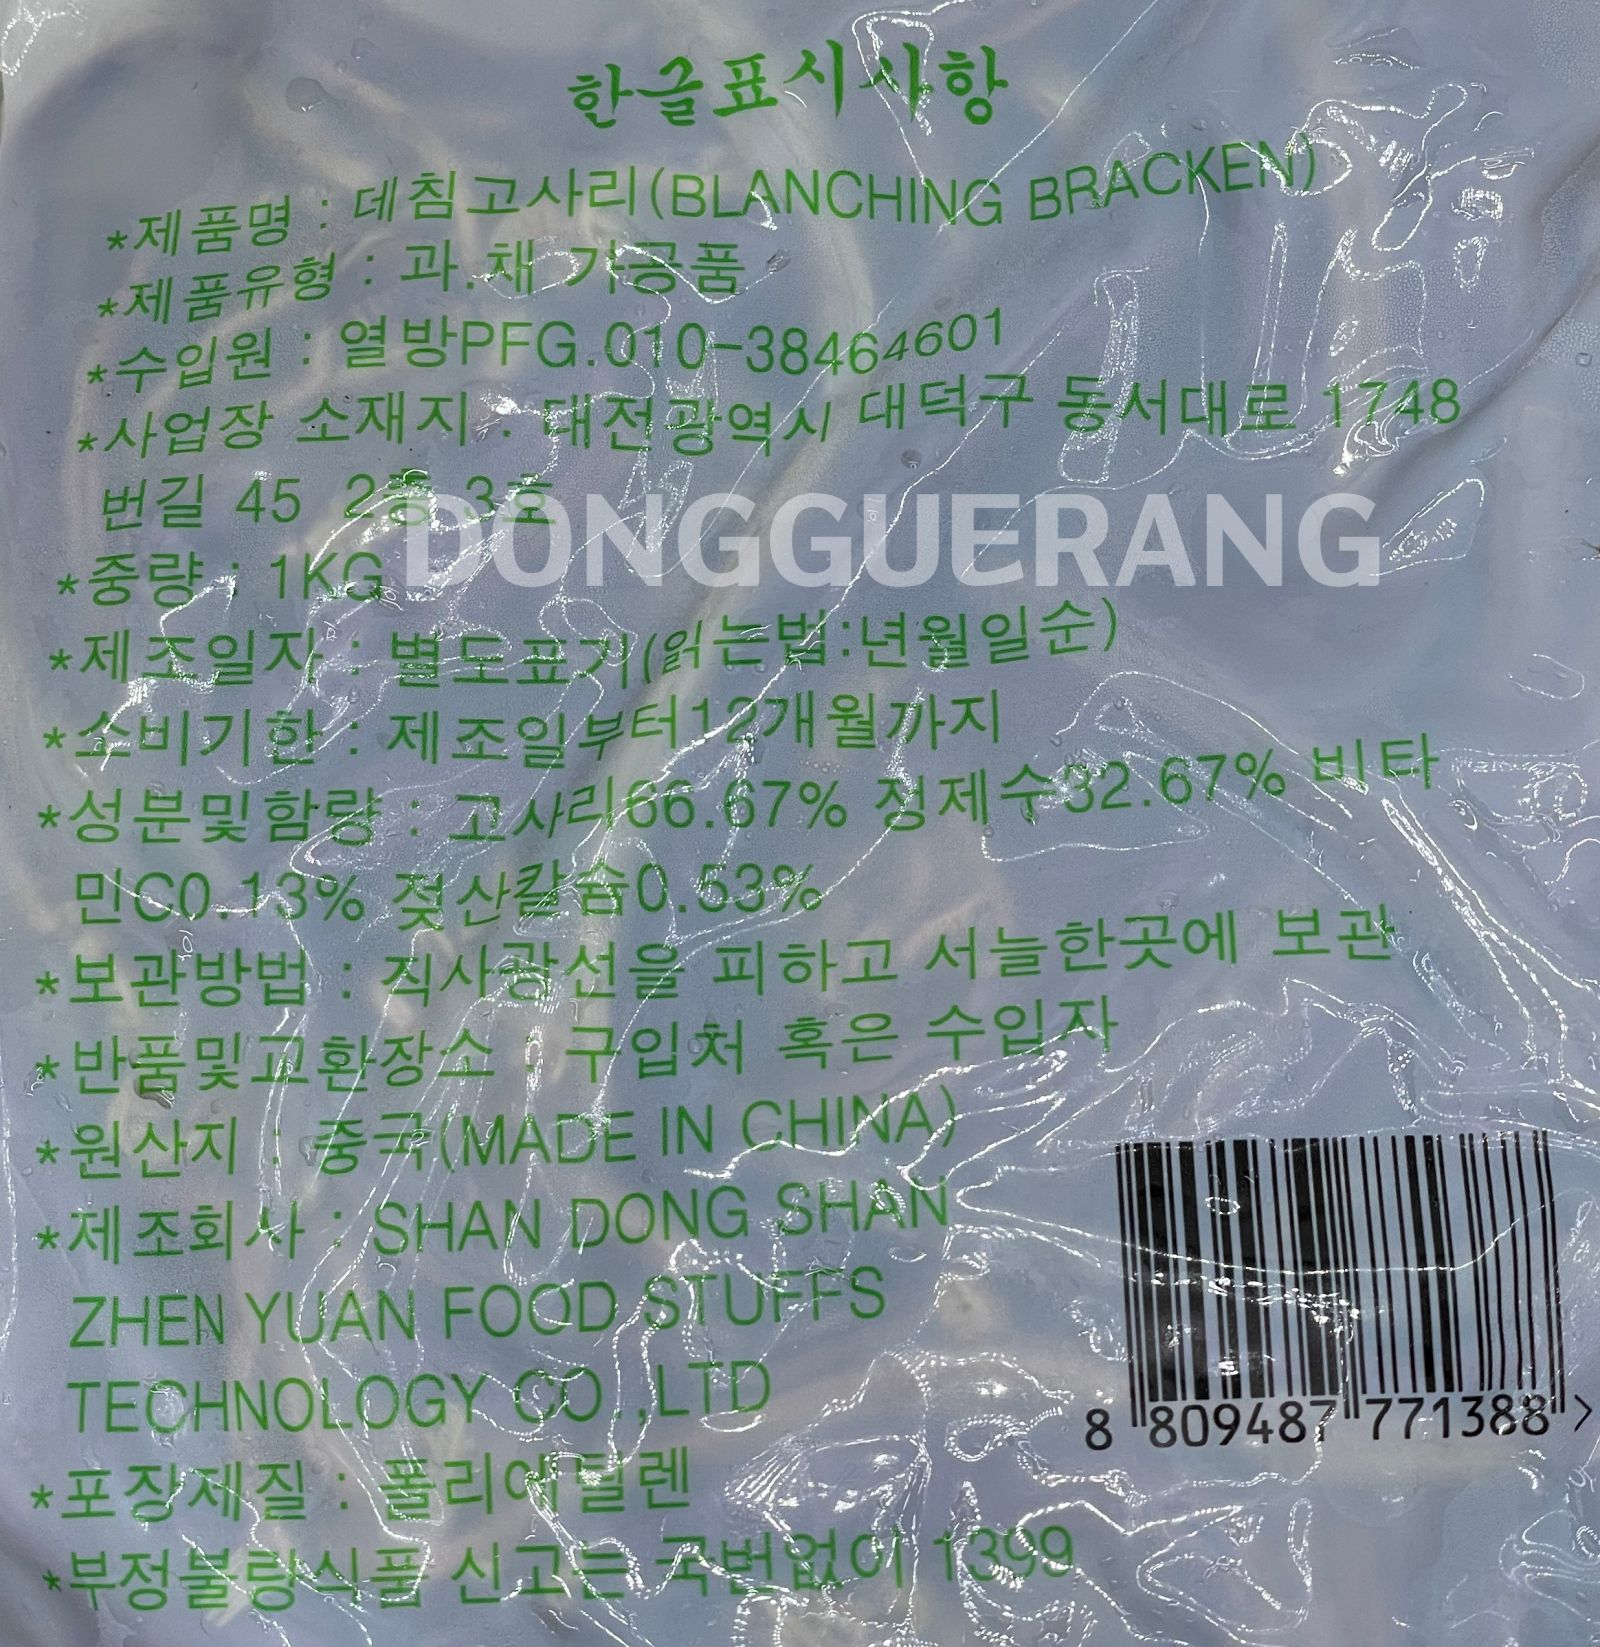 한글표시사항
*제품명 : 데침고사리(BLANCHING BRACKEN)
*제품유형 : 과.채 가공품
*수입원 : 열방PFG.010-38464601
*사업장 소재지 : 대전광역시 대덕구 동서대로 1748
번길 45 2층 3호
DONGGUERANG
*중량 : 1KG
*제조일자 : 별도표기(읽는법:년월일순)
*소비기한 : 제조일부터12개월까지
*성분및함량 : 고사리66.67% 정제수32.67% 비타
민C0.13% 젖산칼슘0.53%
*보관방법 : 직사광선을 피하고 서늘한곳에 보관
*반품및교환장소 : 구입처 혹은 수입자
*원산지 : 중국(MADE IN CHINA)
*제조회사 : SHAN DONG SHAN
ZHEN YUAN FOOD STUFFS
TECHNOLOGY CO.,LTD
8 809487 771388 >
*포장재질 : 폴리에틸렌
*부정불량식품 신고는 국번없이 1399